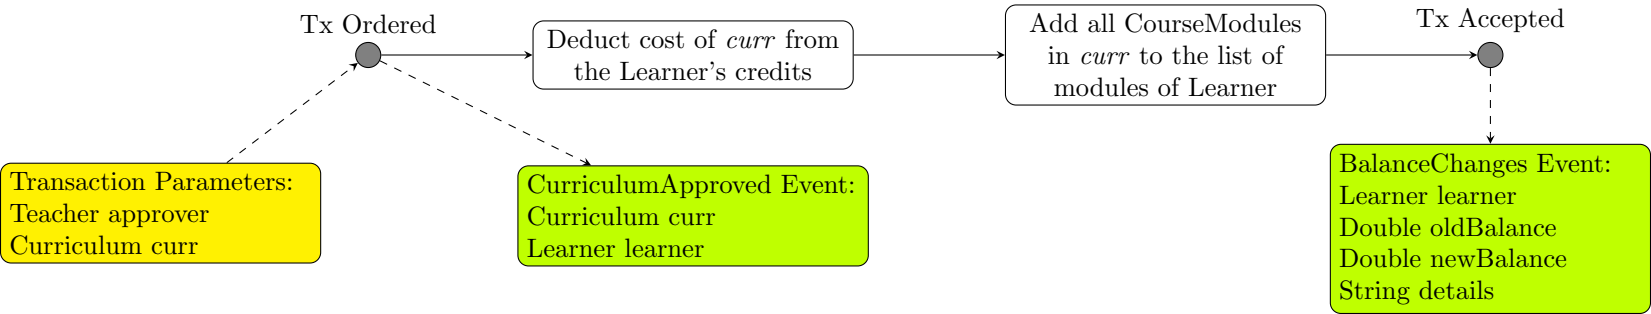 Tx Ordered
Deduct cost of curr from
the Learner's credits
Add all CourseModules
in curr to the list of
modules of Learner
Tx Accepted
Transaction Parameters:
Teacher approver
Curriculum curr
CurriculumApproved Event:
Curriculum curr
Learner learner
BalanceChanges Event:
Learner learner
Double oldBalance
Double newBalance
String details